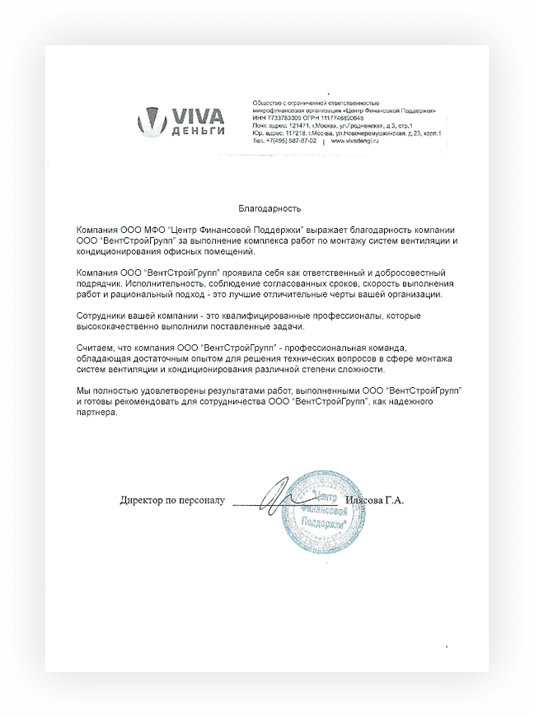 VIVA
ДЕНЬГИ
Общество с ограниченной ответственностью
микрофинансовая организация «Центр Финансовой Поддержки»
ИНН 7733783309 ОГРН 1117746890645
Почт. адрес: 121471, г.Москва, ул.Гродненская, д.3, стр.1
Юр. адрес: 117218, г.Москва, ул.Новочеремушкинская, д.23, корп.1
Тел. +7(495) 587-87-02 | www.vivadengi.ru
Благодарность
Компания ООО МФО "Центр Финансовой Поддержки" выражает благодарность компании
ООО "ВентСтройГрупп" за выполнение комплекса работ по монтажу систем вентиляции и
кондиционирования офисных помещений.
Компания ООО "ВентСтройГрупп" проявила себя как ответственный и добросовестный
подрядчик. Исполнительность, соблюдение согласованных сроков, скорость выполнения
работ и рациональный подход - это лучшие отличительные черты вашей организации.
Сотрудники вашей компании - это квалифицированные профессионалы, которые
высококачественно выполнили поставленные задачи.
Считаем, что компания ООО "ВентСтройГрупп" - профессиональная команда,
обладающая достаточным опытом для решения технических вопросов в сфере монтажа
систем вентиляции и кондиционирования различной степени сложности.
Мы полностью удовлетворены результатами работ, выполненными ООО "ВентСтройГрупп"
и готовы рекомендовать для сотрудничества ООО "ВентСтройГрупп", как надежного
партнера.
Директор по персоналу Илясова Г.А.
"Центр
Финансовой
Поддержки"